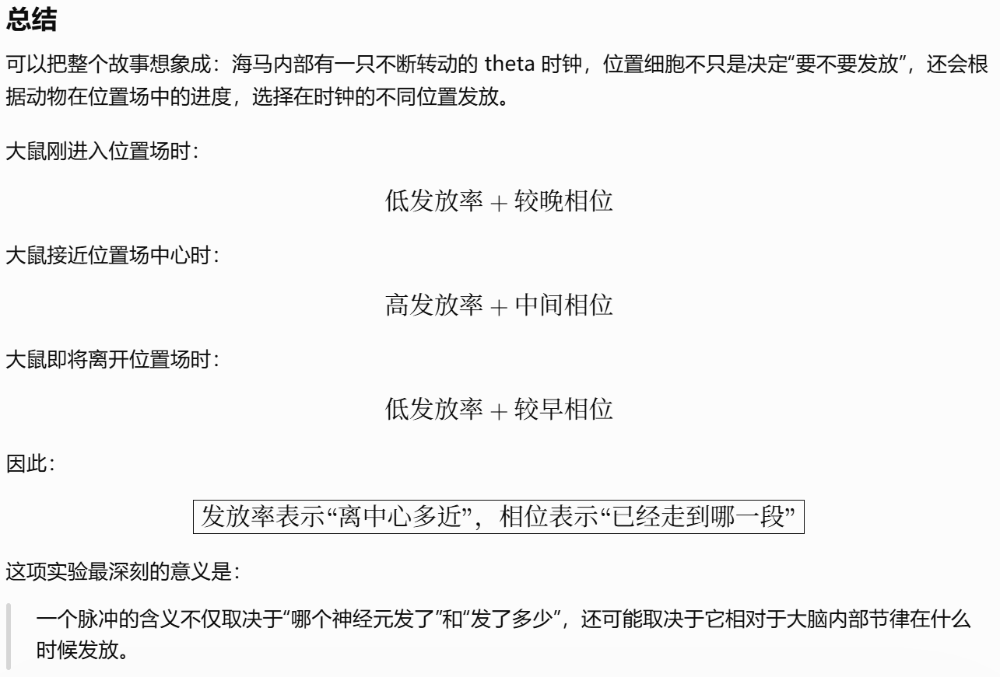 总结
可以把整个故事想象成：海马内部有一只不断转动的 theta 时钟，位置细胞不只是决定“要不要发放”，还会根
据动物在位置场中的进度，选择在时钟的不同位置发放。
大鼠刚进入位置场时：
低发放率 + 较晚相位
大鼠接近位置场中心时：
高发放率 + 中间相位
大鼠即将离开位置场时：
低发放率 + 较早相位
因此：
发放率表示“离中心多近”，相位表示“已经走到哪一段”
这项实验最深刻的意义是：
一个脉冲的含义不仅取决于“哪个神经元发了”和“发了多少”，还可能取决于它相对于大脑内部节律在什么
时候发放。